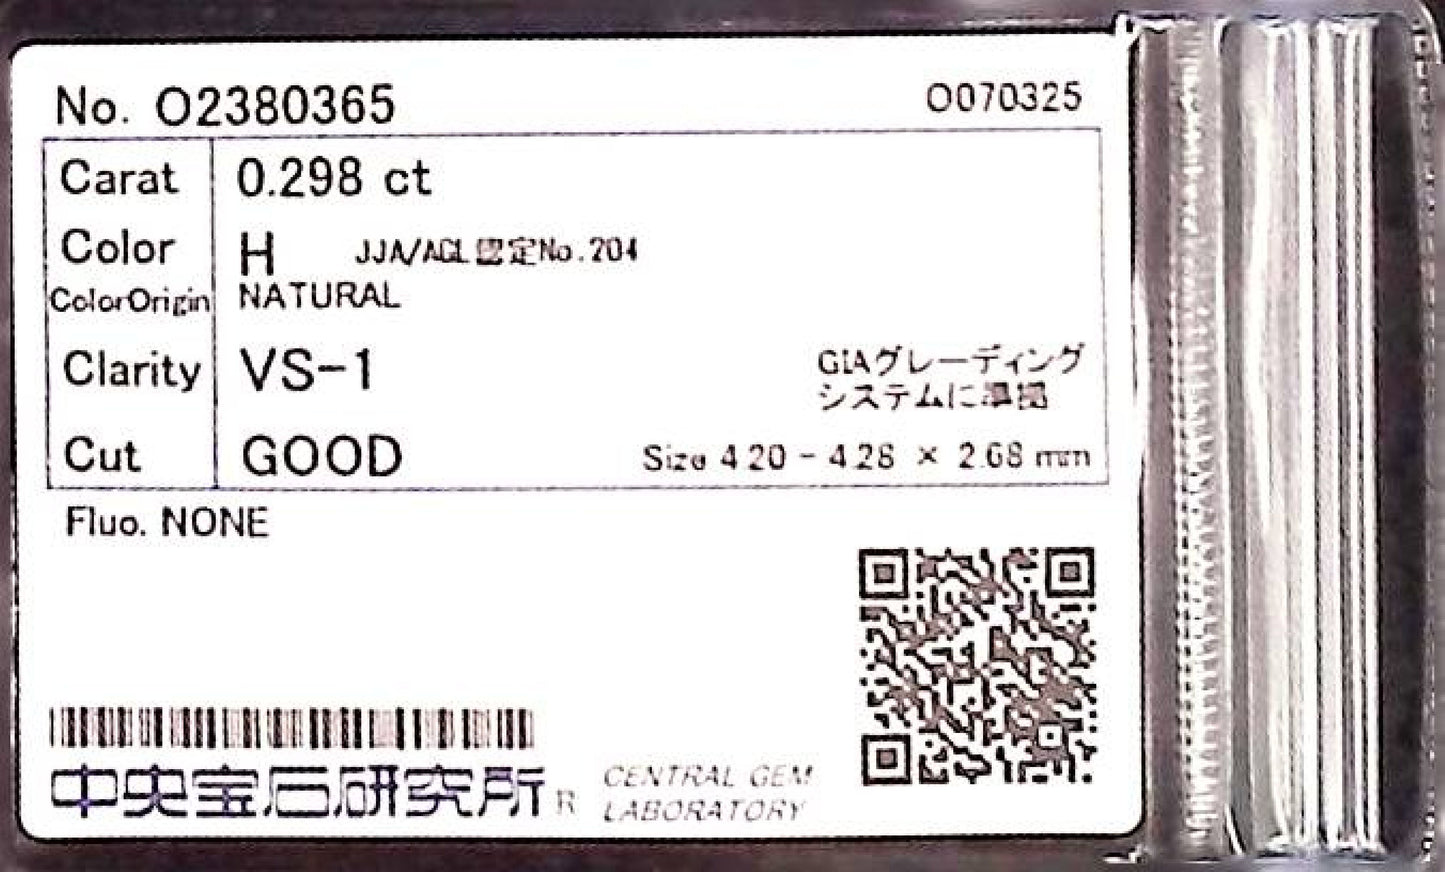 No. O2380365
O070325
Carat 0.298 ct
Color H JJA/AGL認定No.204
ColorOrigin NATURAL
Clarity VS-1
GIAグレーディング
システムに準拠
Cut GOOD Size 4.20 - 4.28 × 2.68 mm
Fluo. NONE
中央宝石研究所 R
CENTRAL GEM
LABORATORY